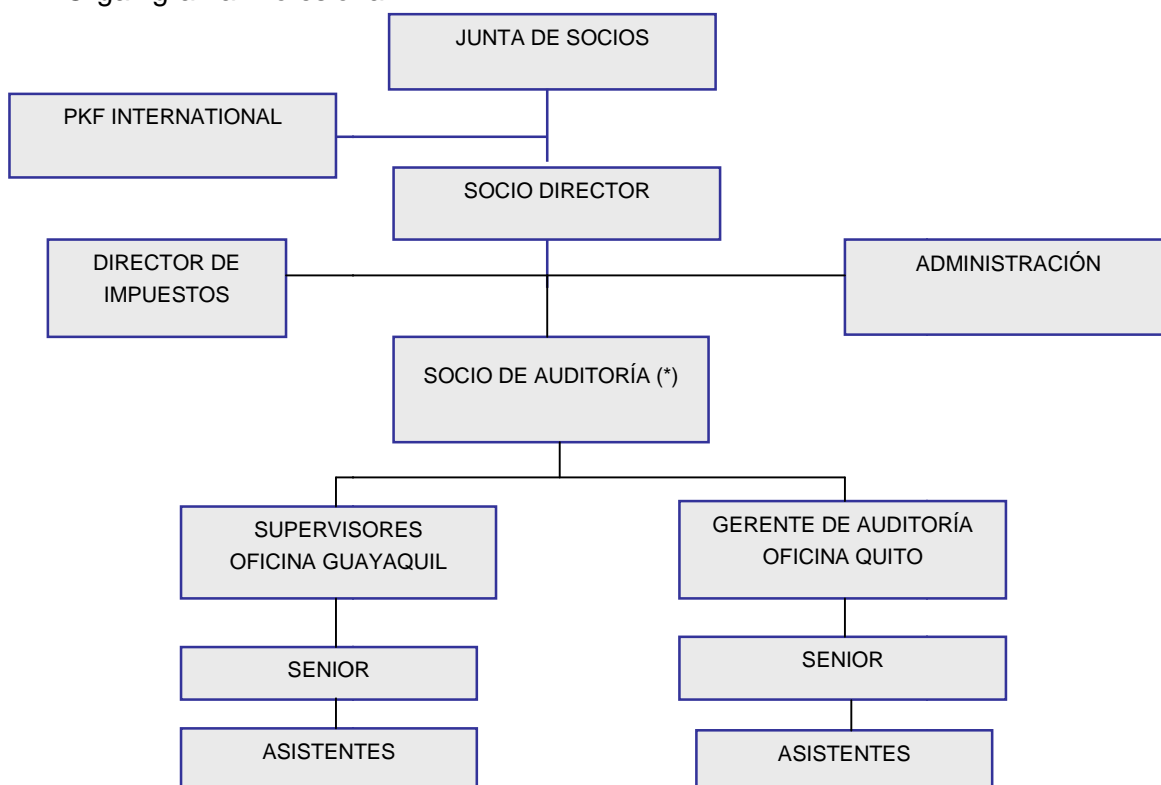 JUNTA DE SOCIOS
PKF INTERNATIONAL
SOCIO DIRECTOR
DIRECTOR DE
IMPUESTOS
ADMINISTRACIÓN
SOCIO DE AUDITORÍA (*)
SUPERVISORES
OFICINA GUAYAQUIL
GERENTE DE AUDITORÍA
OFICINA QUITO
SENIOR
SENIOR
ASISTENTES
ASISTENTES